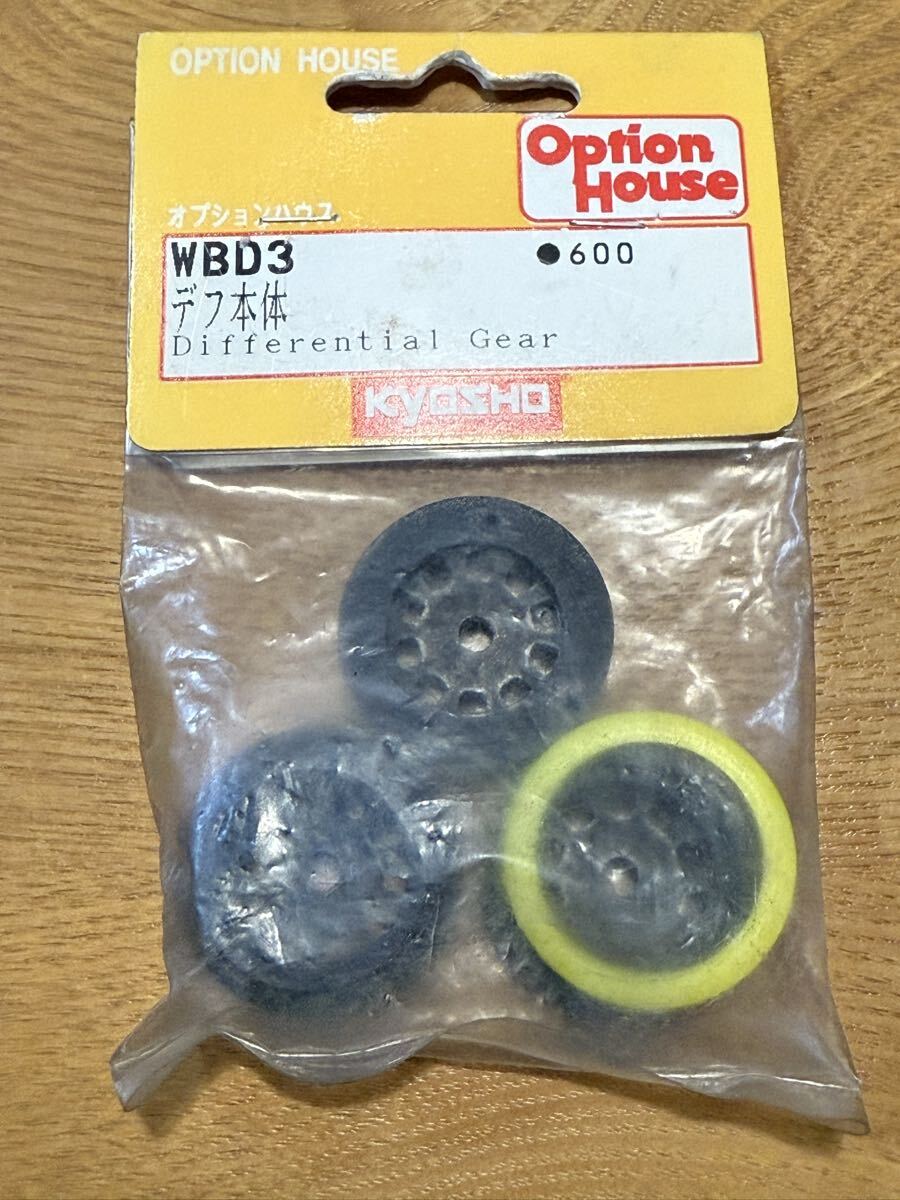 OPTION HOUSE
Option
House
オプションハウス
WBD3 ●600
デフ本体
Differential Gear
KYOSHO